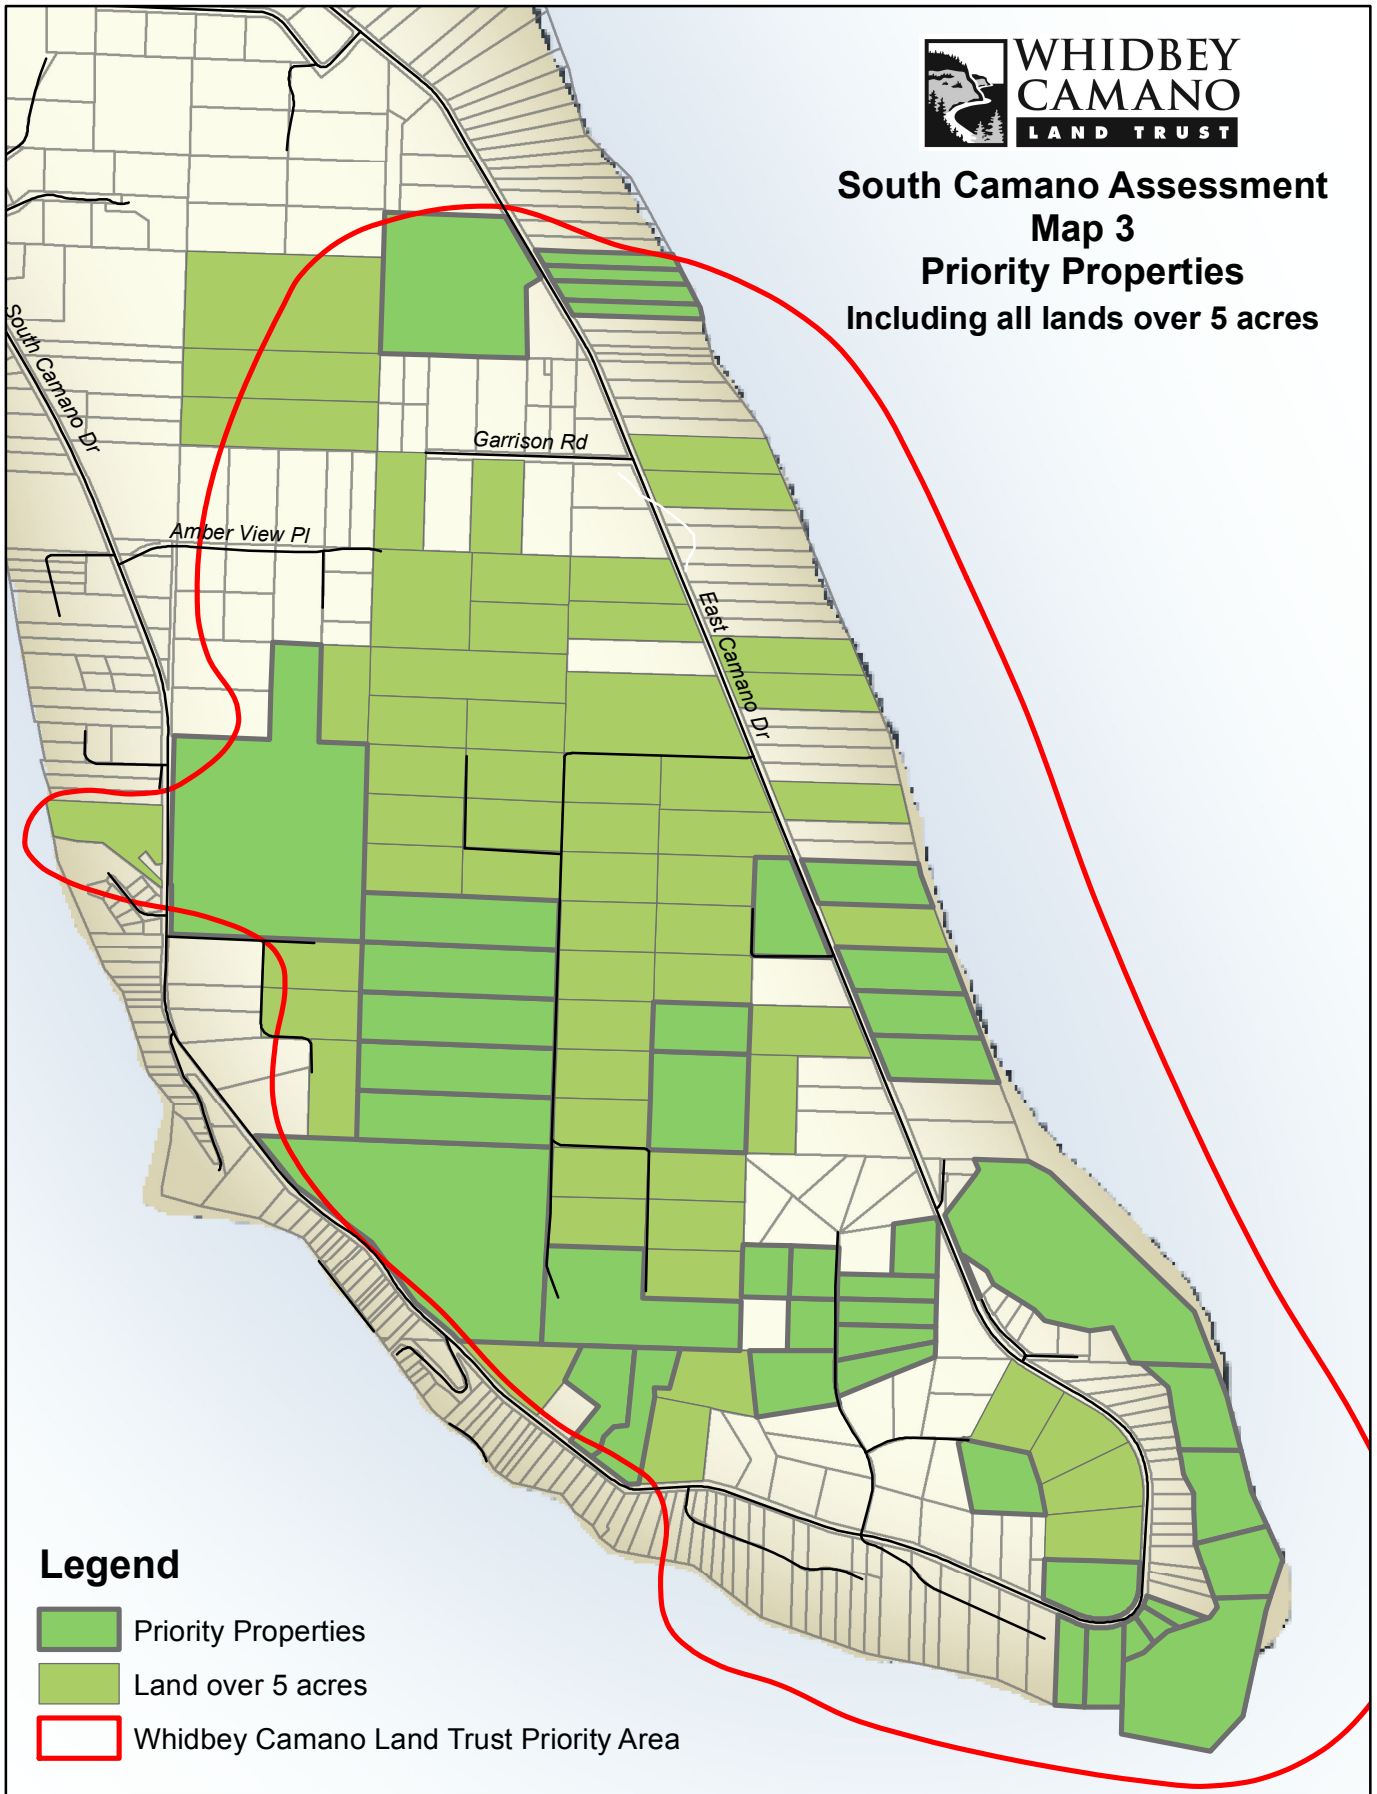 WHIDBEY
CAMANO
LAND TRUST
South Camano Assessment
Map 3
Priority Properties
Including all lands over 5 acres
South Camano Dr
Garrison Rd
Amber View Pl
East Camano Dr
Legend
Priority Properties
Land over 5 acres
Whidbey Camano Land Trust Priority Area